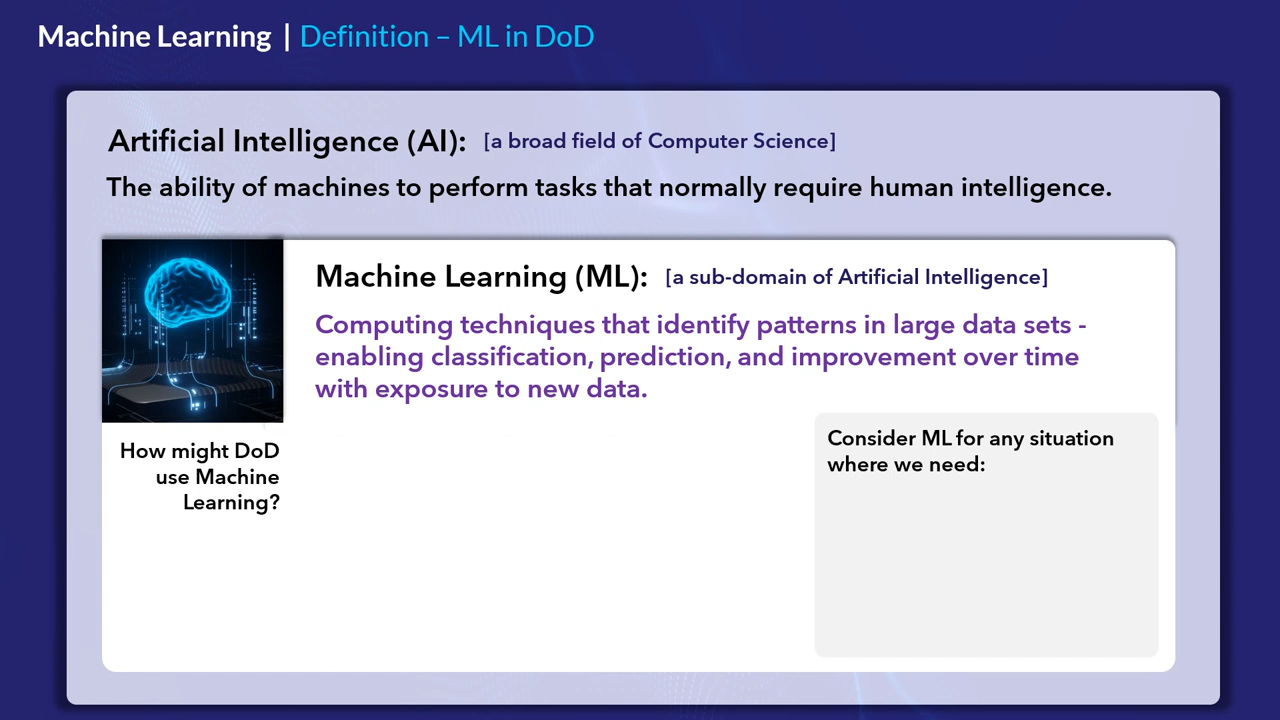 Machine Learning | Definition – ML in DoD
Artificial Intelligence (AI): [a broad field of Computer Science]
The ability of machines to perform tasks that normally require human intelligence.
Machine Learning (ML): [a sub-domain of Artificial Intelligence]
Computing techniques that identify patterns in large data sets -
enabling classification, prediction, and improvement over time
with exposure to new data.
How might DoD
use Machine
Learning?
Consider ML for any situation
where we need: